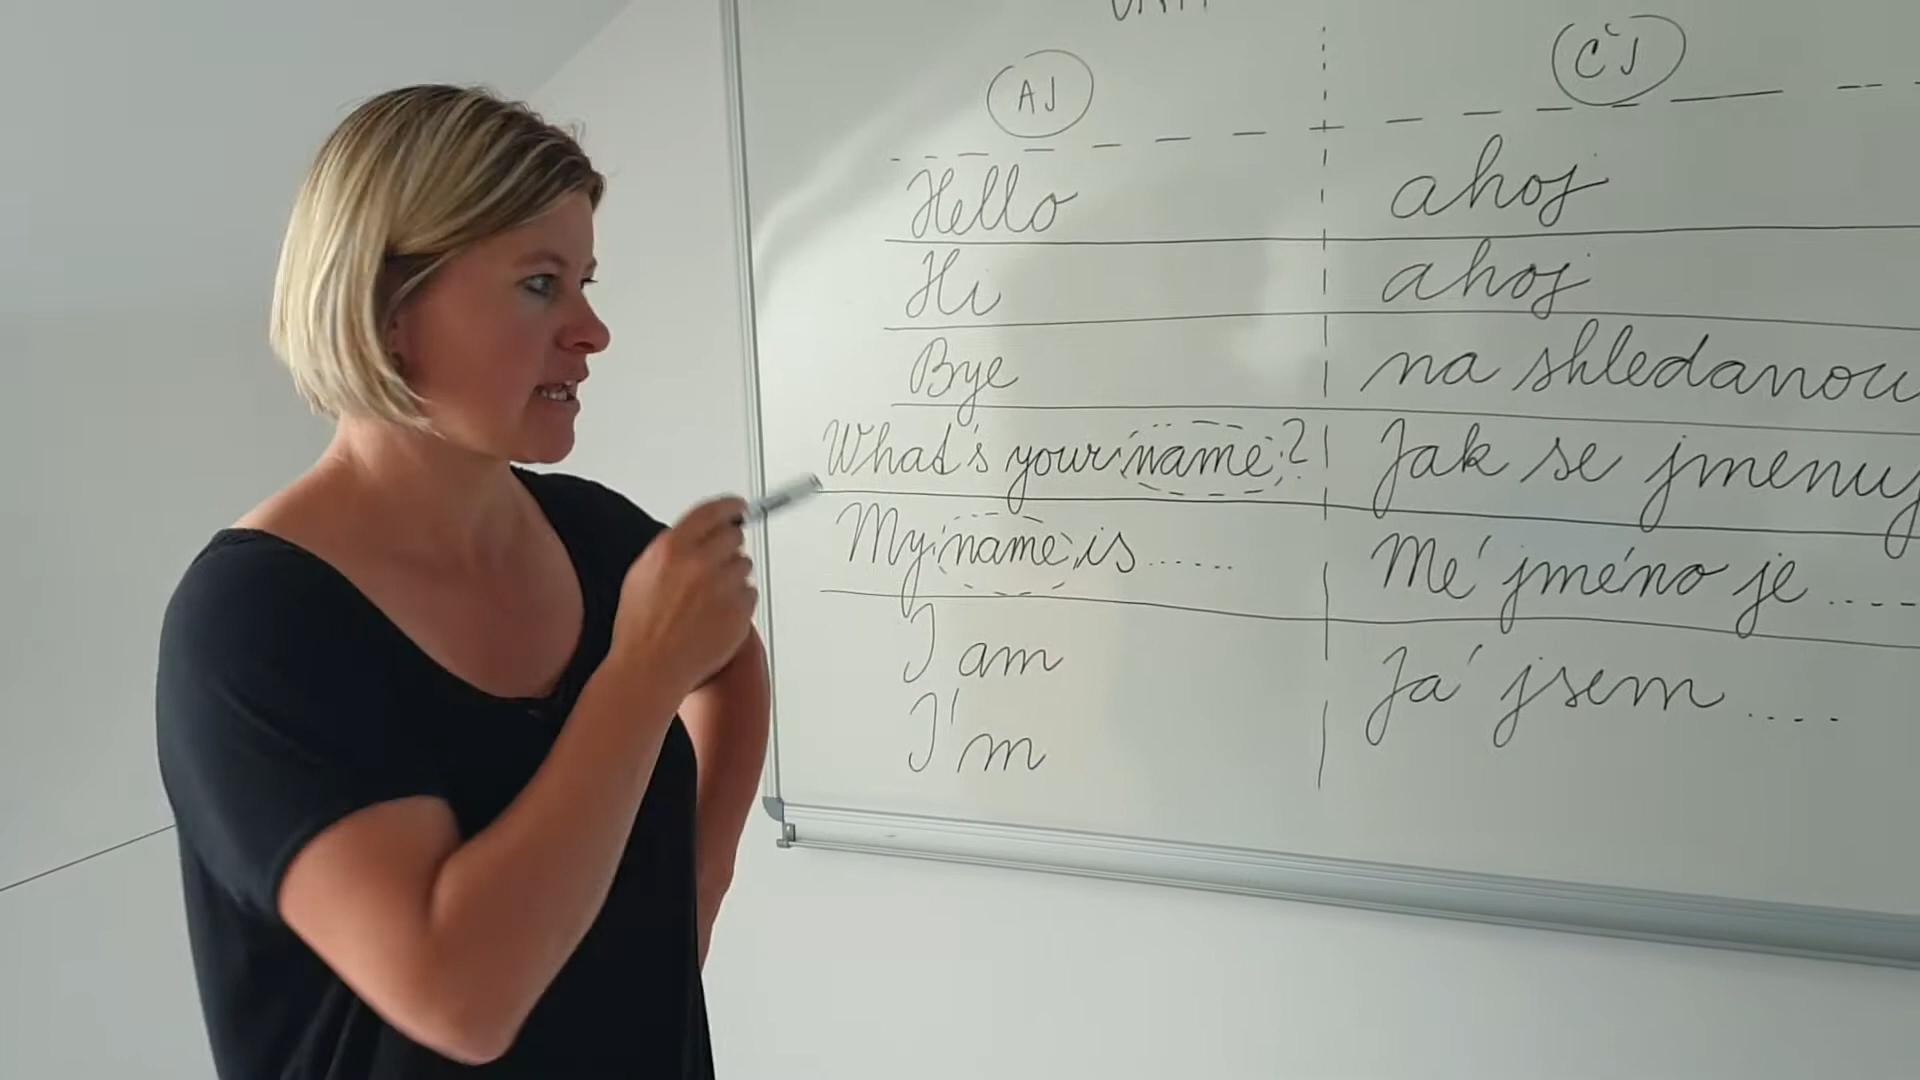 AJ ČJ
Hello ahoj
Hi ahoj
Bye na shledanou
What's your name? Jak se jmenuj
My name is...... Mé jméno je ....
I am Já jsem ....
I'm